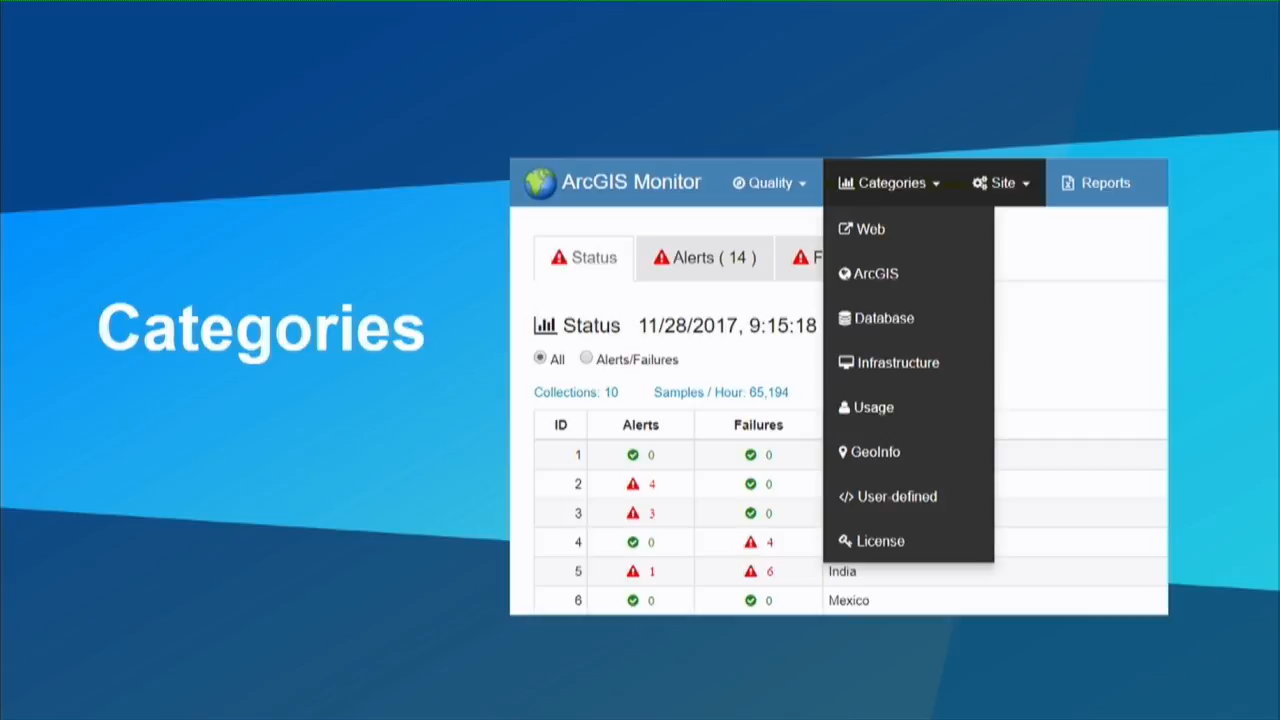 Categories
ArcGIS Monitor Quality Categories Site Reports
Web
ArcGIS
Database
Infrastructure
Usage
GeoInfo
User-defined
License
Status Alerts ( 14 ) F
Status 11/28/2017, 9:15:18
All Alerts/Failures
Collections: 10 Samples / Hour: 65,194
ID Alerts Failures
1 0 0
2 4 0
3 3 0
4 0 4
5 1 6 India
6 0 0 Mexico